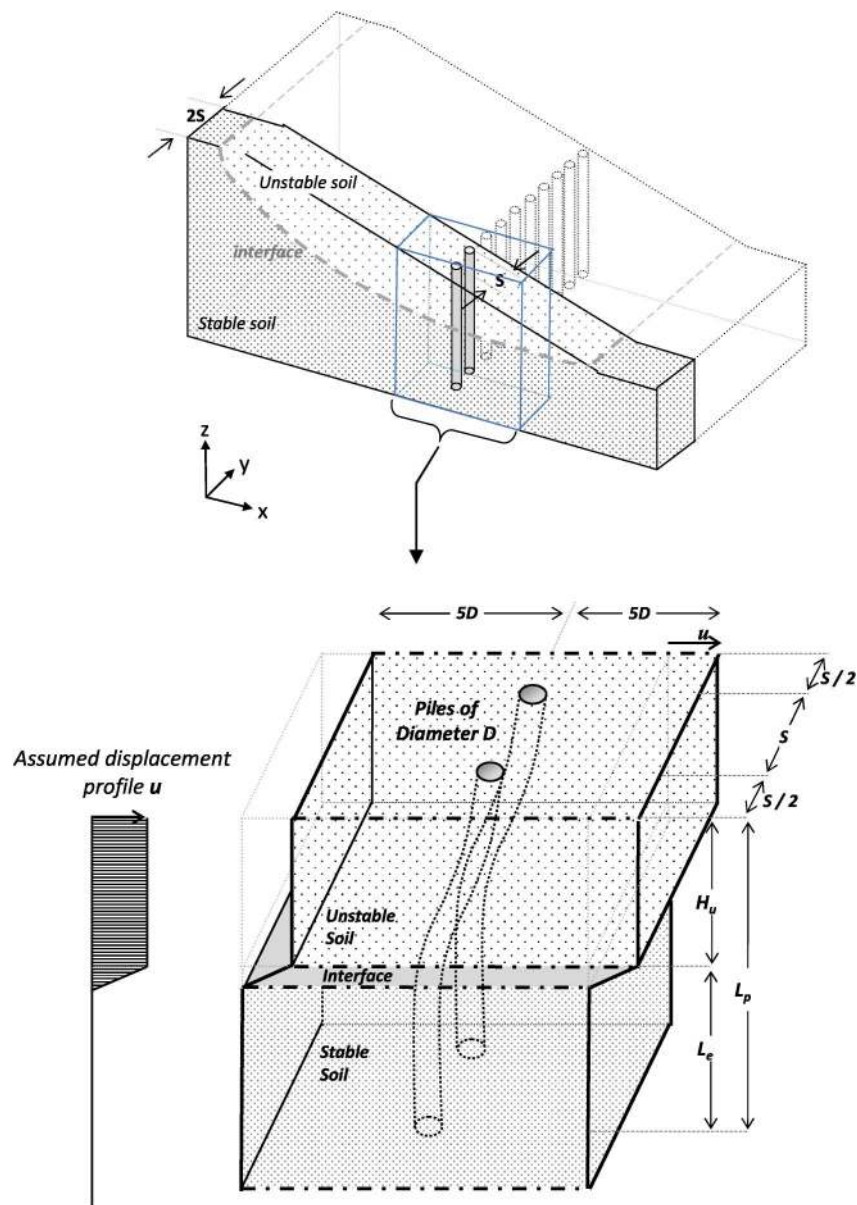 2S
Unstable soil
interface
S
Stable soil
z
y
x
5D
5D
u
S / 2
Piles of
Diameter D
S
Assumed displacement
profile u
S / 2
Unstable
Soil
Hu
Interface
Lp
Stable
Soil
Le